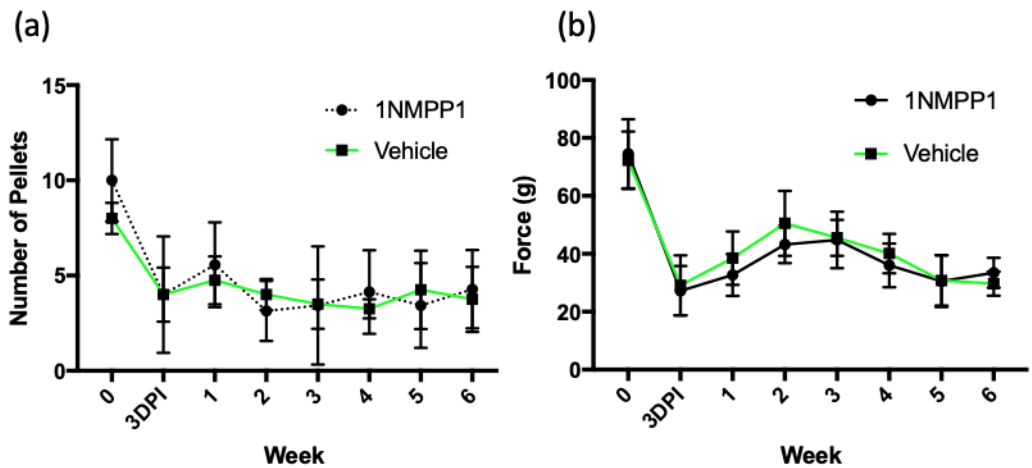 (a)
15
10
5
0
Number of Pellets
1NMPP1
Vehicle
0 3DPI 1 2 3 4 5 6
Week
(b)
100
80
60
40
20
0
Force (g)
1NMPP1
Vehicle
0 3DPI 1 2 3 4 5 6
Week